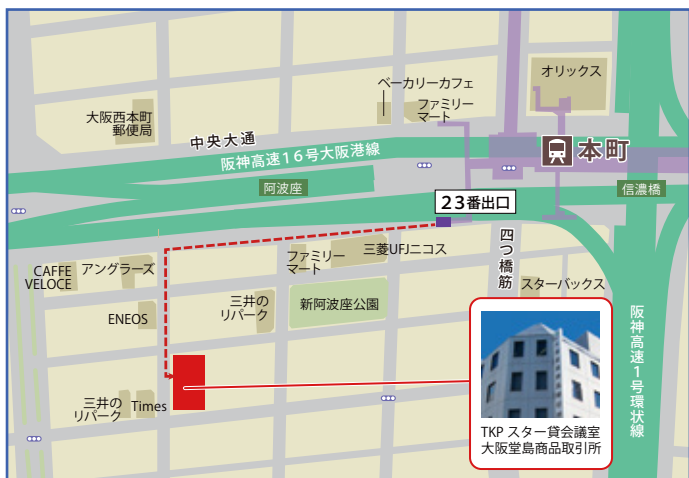 オリックス
ベーカリーカフェ
ファミリー
マート
大阪西本町
郵便局
中央大通
阪神高速16号大阪港線
本町
阿波座
信濃橋
23番出口
四つ橋筋
三菱UFJニコス
ファミリー
マート
アングラーズ
CAFFE
VELOCE
スターバックス
三井の
リパーク
新阿波座公園
ENEOS
阪神高速1号環状線
三井の
リパーク
Times
TKP スター貸会議室
大阪堂島商品取引所